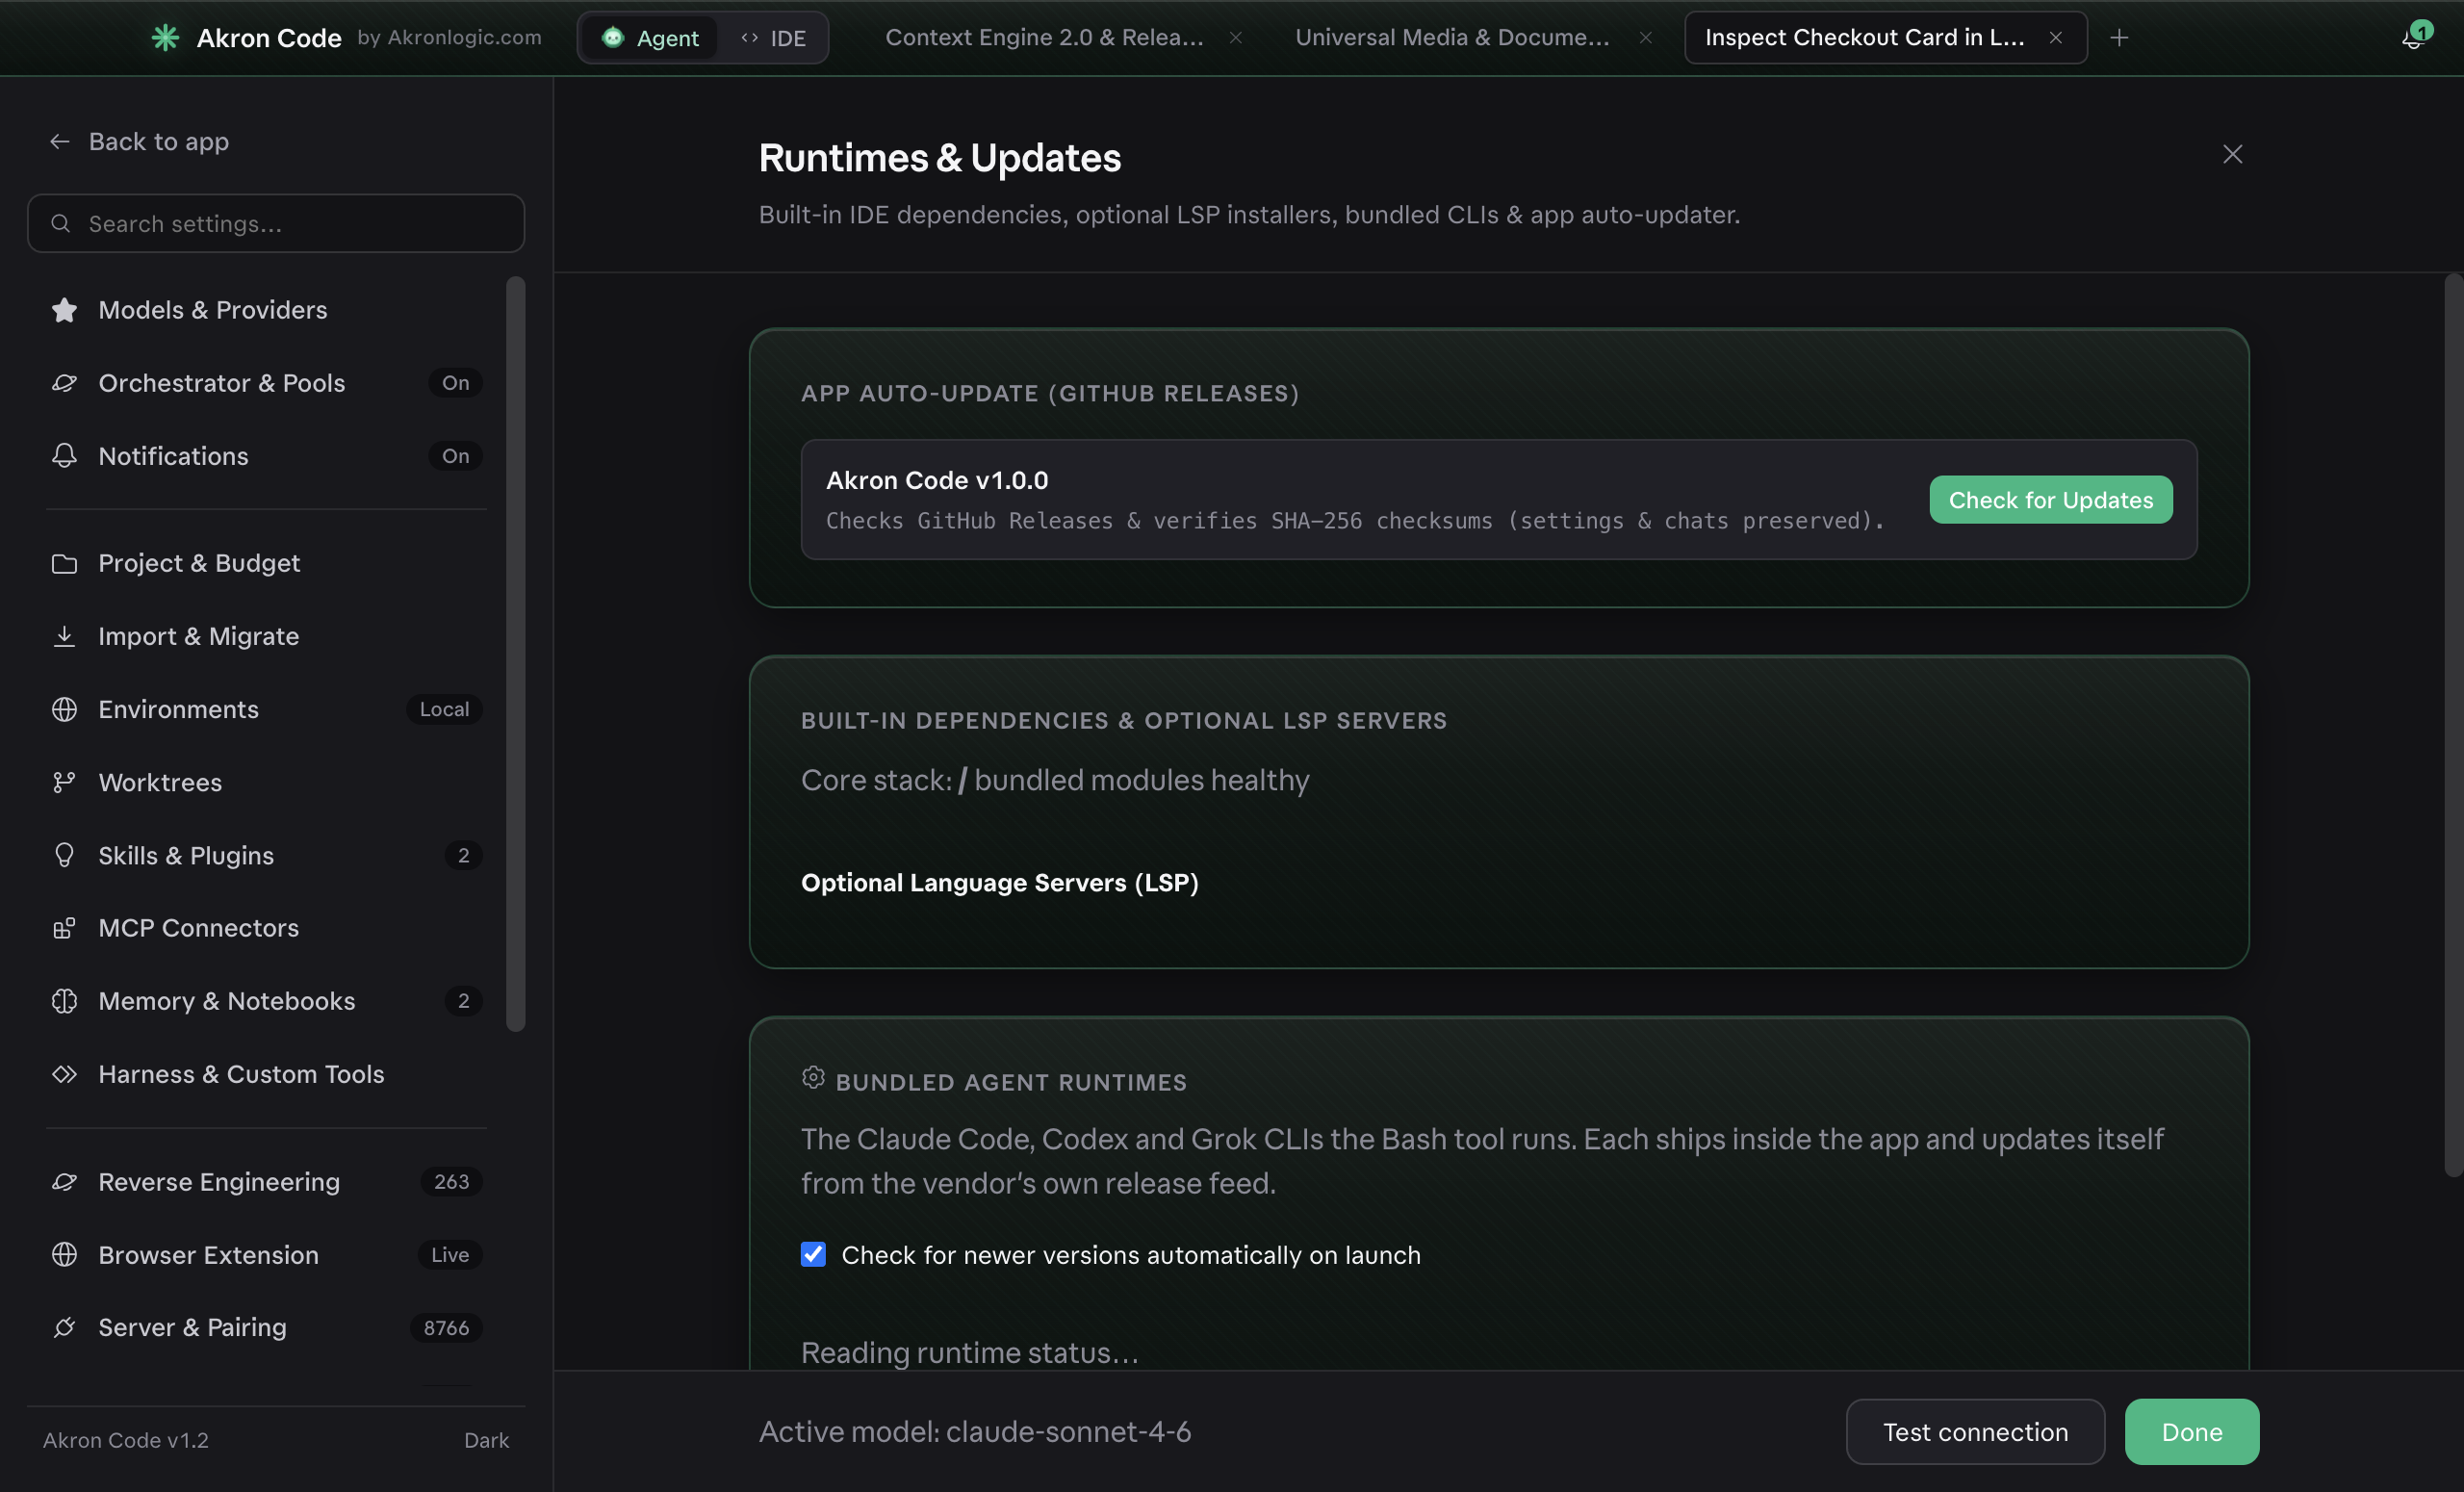 Akron Code by Akronlogic.com
Agent
IDE
Context Engine 2.0 & Relea...
Universal Media & Docume...
Inspect Checkout Card in L...
1
Back to app
Search settings...
Models & Providers
Orchestrator & Pools On
Notifications On
Project & Budget
Import & Migrate
Environments Local
Worktrees
Skills & Plugins 2
MCP Connectors
Memory & Notebooks 2
Harness & Custom Tools
Reverse Engineering 263
Browser Extension Live
Server & Pairing 8766
Akron Code v1.2 Dark
Runtimes & Updates
Built-in IDE dependencies, optional LSP installers, bundled CLIs & app auto-updater.
APP AUTO-UPDATE (GITHUB RELEASES)
Akron Code v1.0.0
Checks GitHub Releases & verifies SHA-256 checksums (settings & chats preserved).
Check for Updates
BUILT-IN DEPENDENCIES & OPTIONAL LSP SERVERS
Core stack: / bundled modules healthy
Optional Language Servers (LSP)
BUNDLED AGENT RUNTIMES
The Claude Code, Codex and Grok CLIs the Bash tool runs. Each ships inside the app and updates itself
from the vendor's own release feed.
Check for newer versions automatically on launch
Reading runtime status...
Active model: claude-sonnet-4-6
Test connection
Done